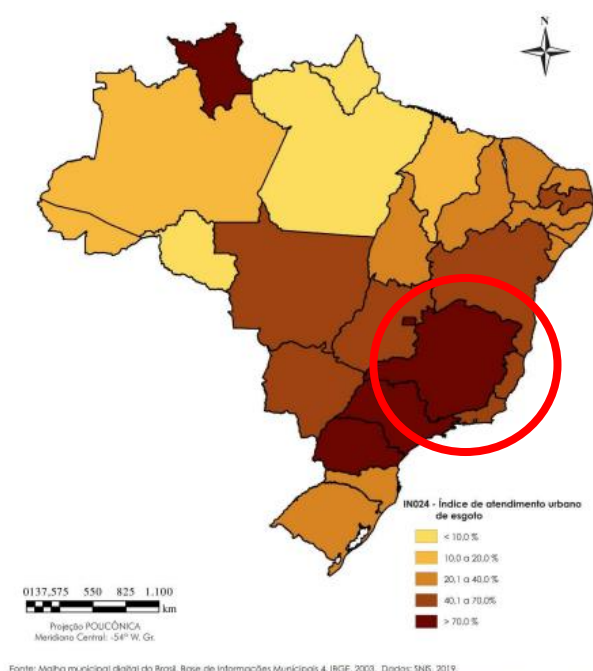 N
IN024 - Índice de atendimento urbano
de esgoto
< 10,0 %
10,0 a 20,0 %
20,1 a 40,0 %
40,1 a 70,0%
> 70,0 %
0137,575 550 825 1.100
km
Projeção POLICÔNICA
Meridiano Central: -54° W. Gr.
Fonte: Malha municipal digital do Brasil, Base de Informações Municipais 4, IBGE, 2003. Dados: SNIS, 2019.